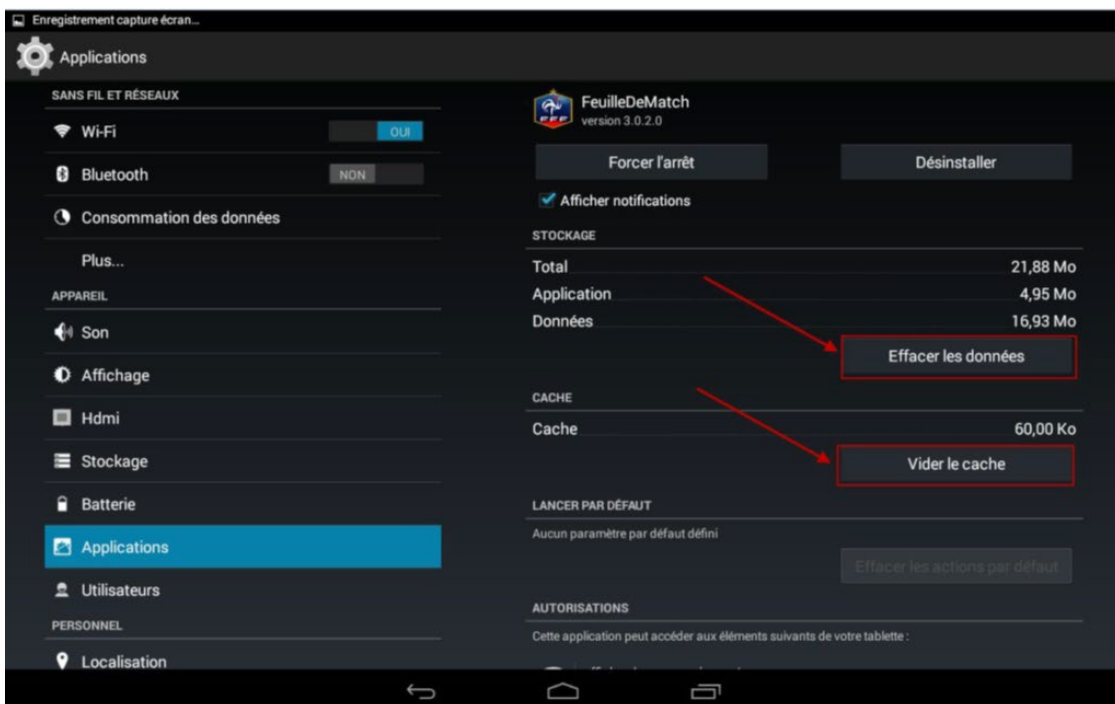 Enregistrement capture écran...
Applications
SANS FIL ET RÉSEAUX
Wi-Fi
OUI
Bluetooth
NON
Consommation des données
Plus...
APPAREIL
Son
Affichage
Hdmi
Stockage
Batterie
Applications
Utilisateurs
PERSONNEL
Localisation
FeuilleDeMatch
version 3.0.2.0
Forcer l'arrêt
Désinstaller
Afficher notifications
STOCKAGE
Total 21,88 Mo
Application 4,95 Mo
Données 16,93 Mo
Effacer les données
CACHE
Cache 60,00 Ko
Vider le cache
LANCER PAR DÉFAUT
Aucun paramètre par défaut défini
Effacer les actions par défaut
AUTORISATIONS
Cette application peut accéder aux éléments suivants de votre tablette :